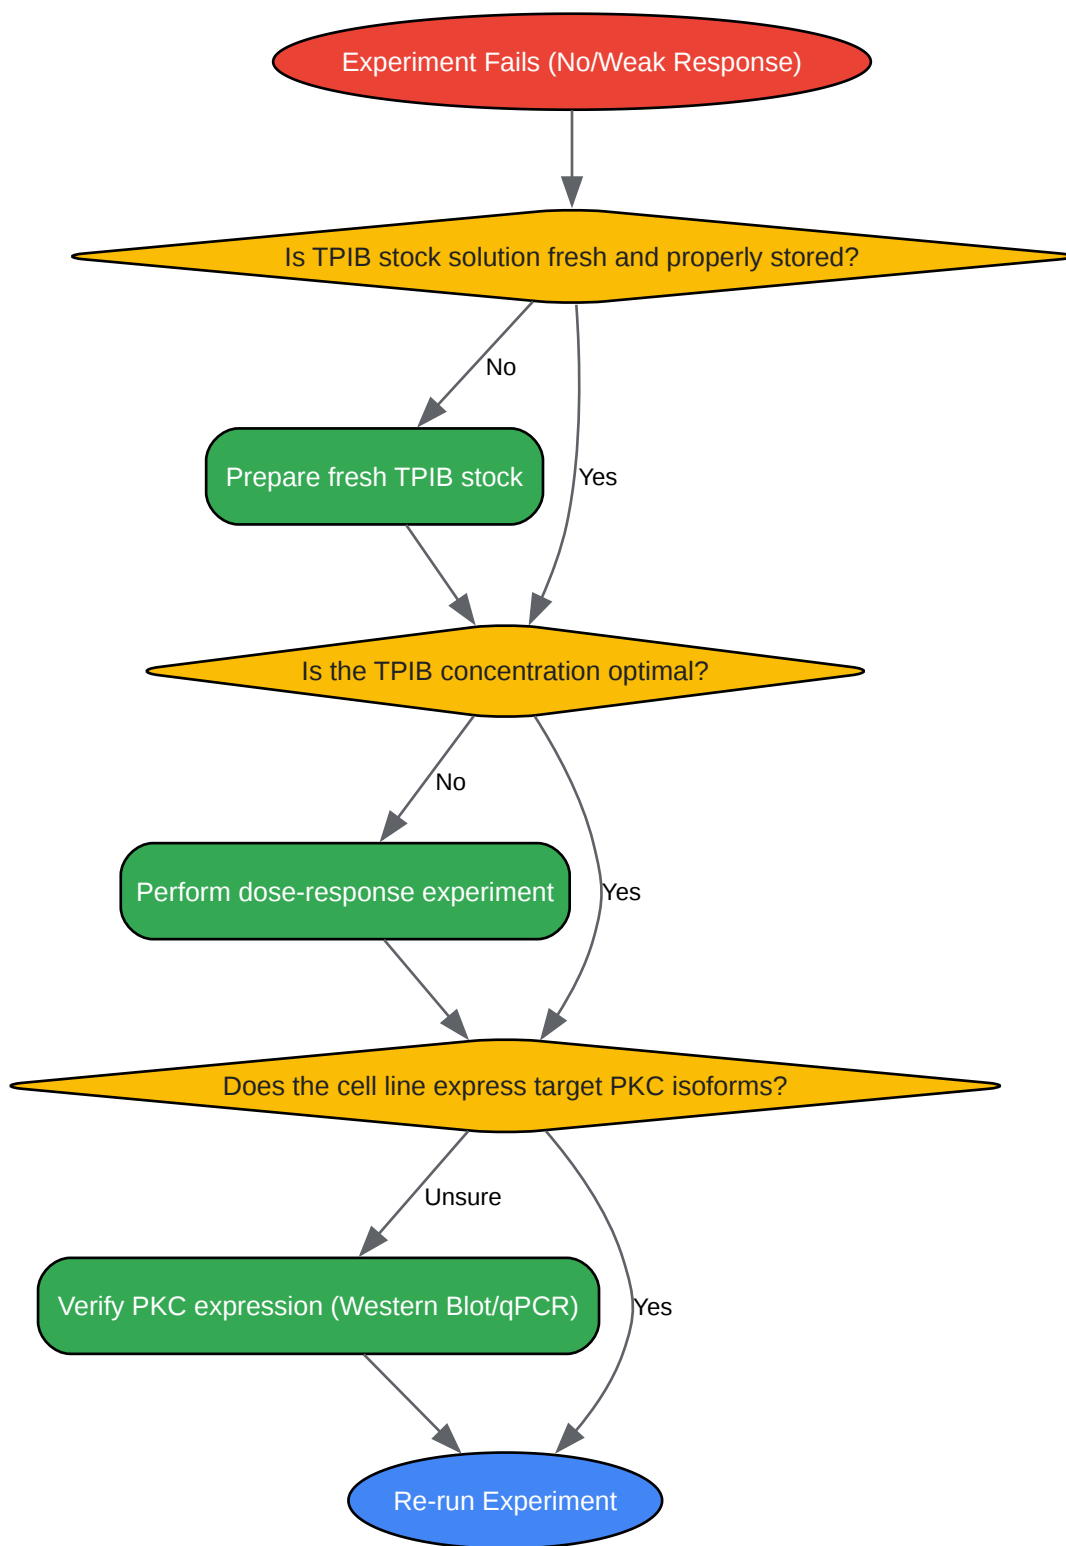 Experiment Fails (No/Weak Response)
Is TPIB stock solution fresh and properly stored?
No
Prepare fresh TPIB stock
Yes
Is the TPIB concentration optimal?
No
Perform dose-response experiment
Yes
Does the cell line express target PKC isoforms?
Unsure
Verify PKC expression (Western Blot/qPCR)
Yes
Re-run Experiment